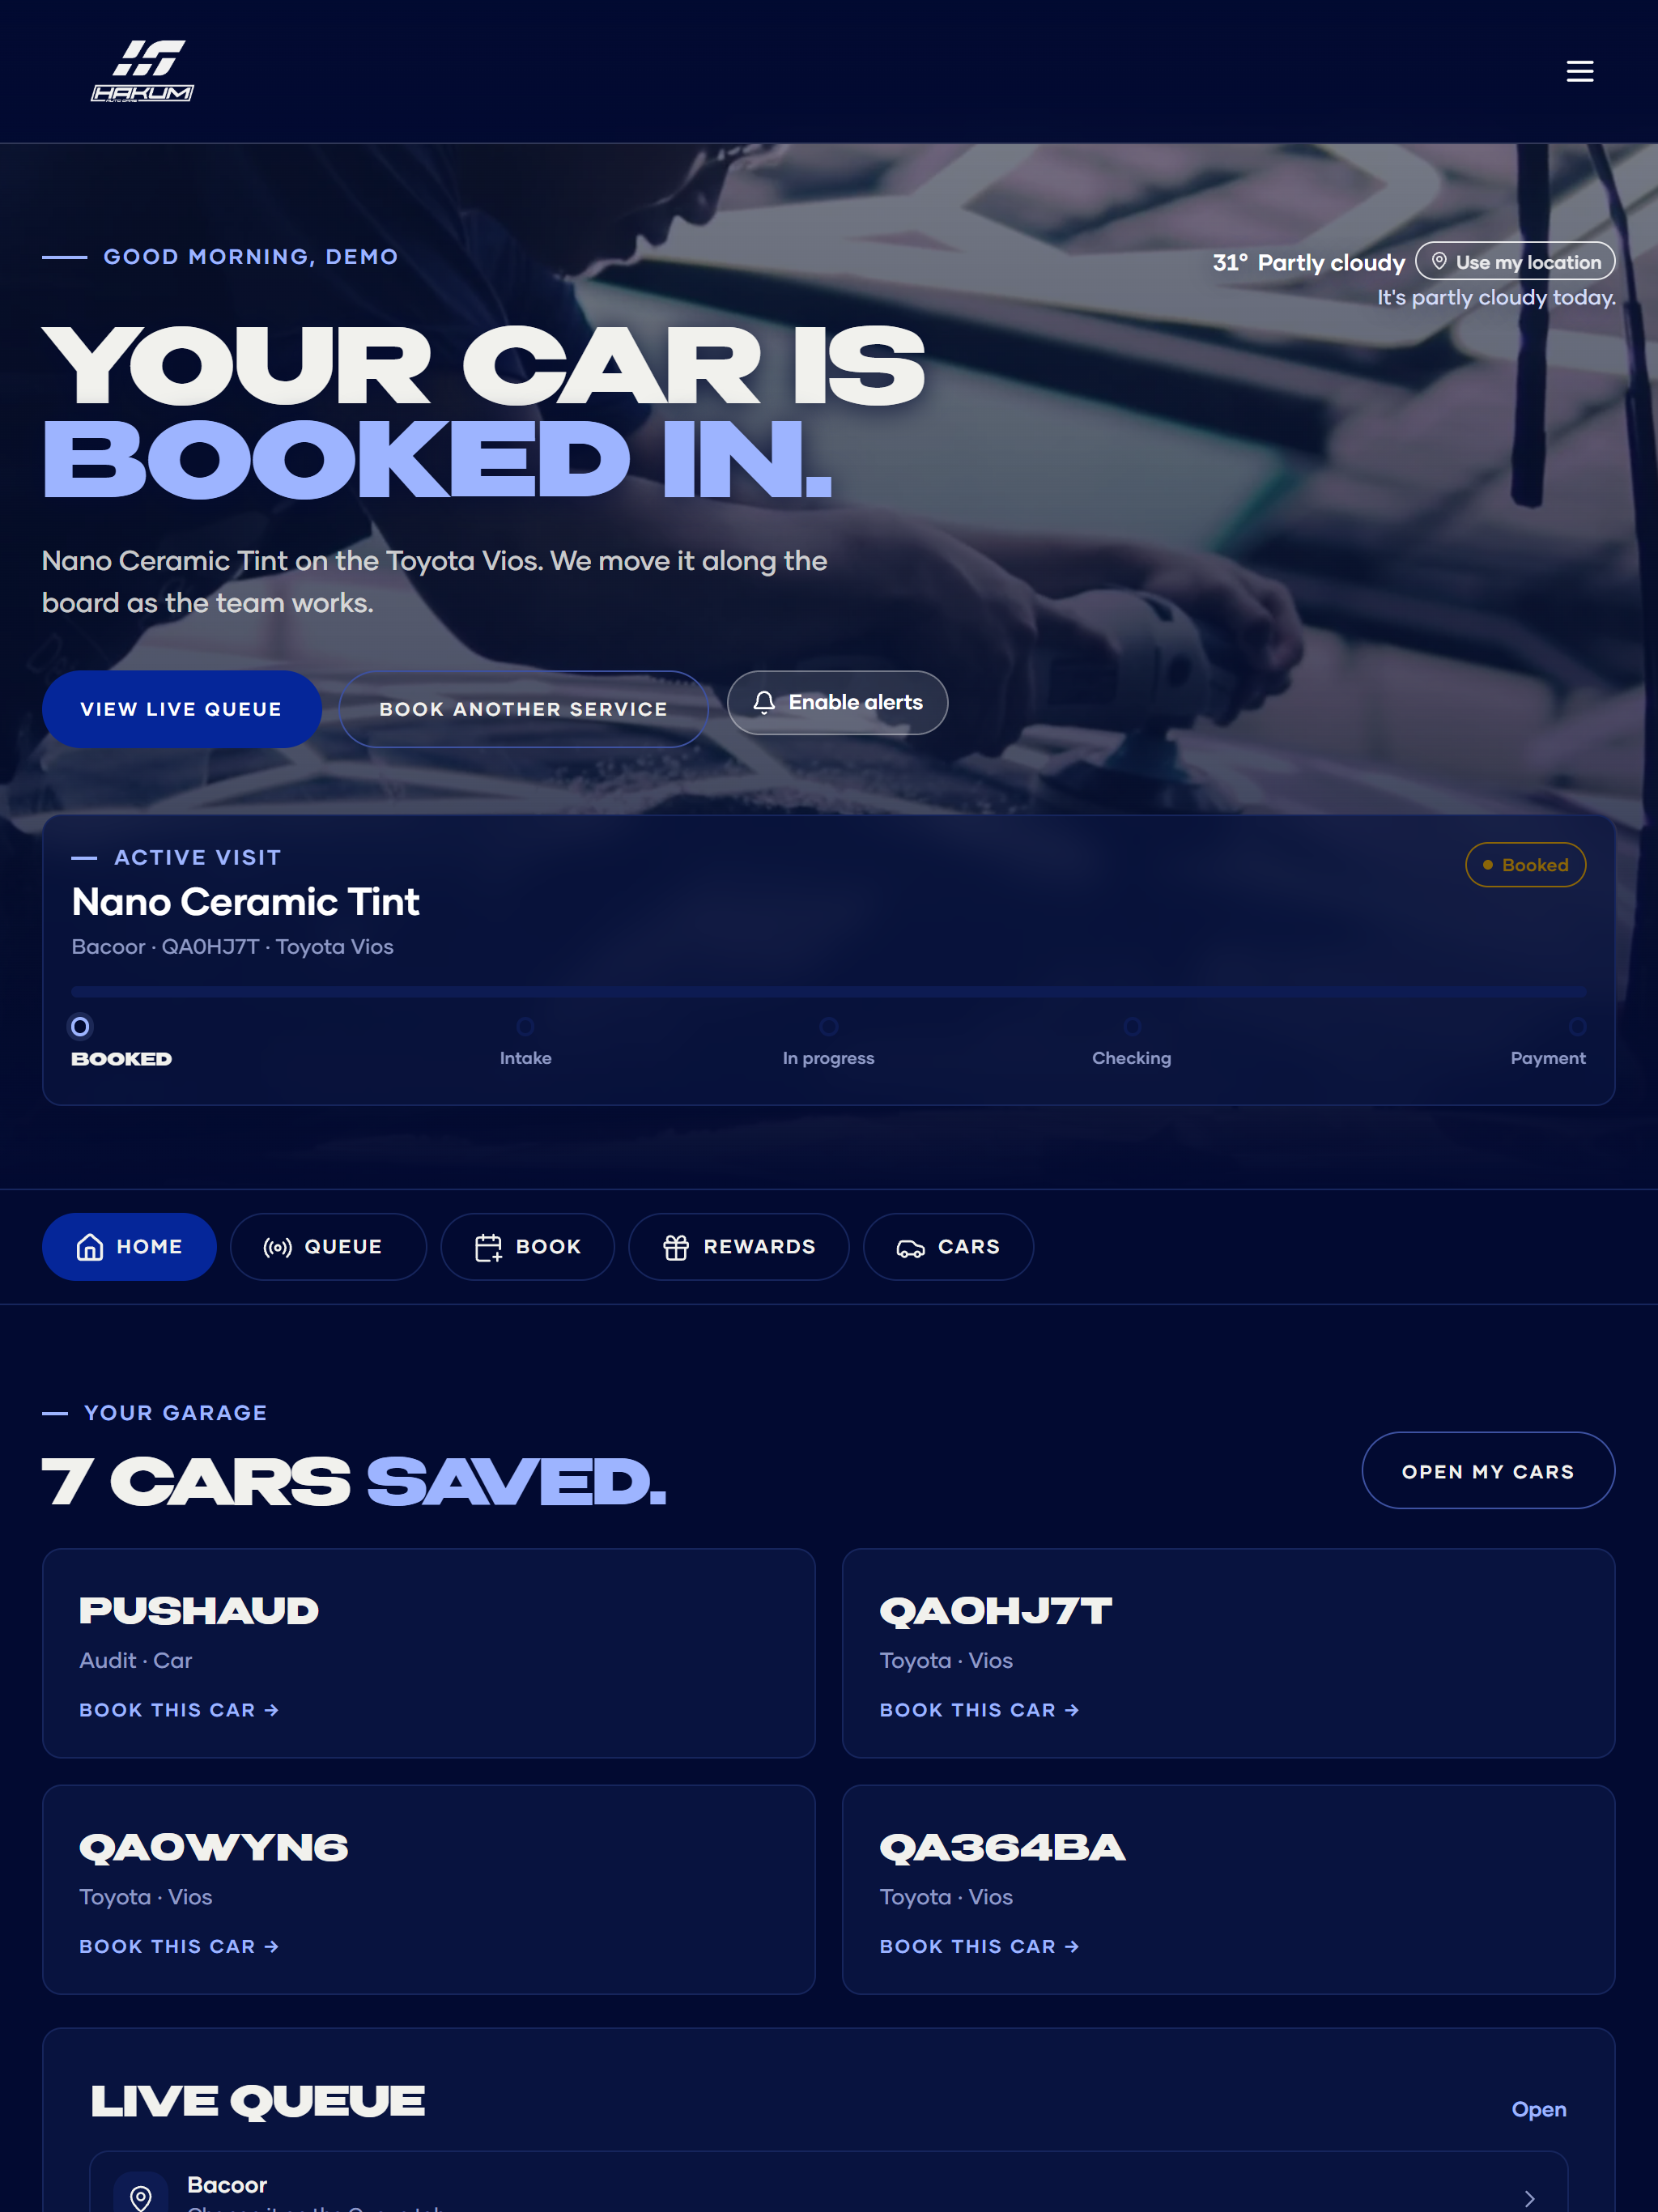 HAKUM
AUTO CARE
GOOD MORNING, DEMO
31° Partly cloudy
Use my location
It's partly cloudy today.
YOUR CAR IS
BOOKED IN.
Nano Ceramic Tint on the Toyota Vios. We move it along the
board as the team works.
VIEW LIVE QUEUE
BOOK ANOTHER SERVICE
Enable alerts
ACTIVE VISIT
Booked
Nano Ceramic Tint
Bacoor · QA0HJ7T · Toyota Vios
BOOKED
Intake
In progress
Checking
Payment
HOME
QUEUE
BOOK
REWARDS
CARS
YOUR GARAGE
7 CARS SAVED.
OPEN MY CARS
PUSHAUD
Audit · Car
BOOK THIS CAR →
QA0HJ7T
Toyota · Vios
BOOK THIS CAR →
QA0WYN6
Toyota · Vios
BOOK THIS CAR →
QA364BA
Toyota · Vios
BOOK THIS CAR →
LIVE QUEUE
Open
Bacoor